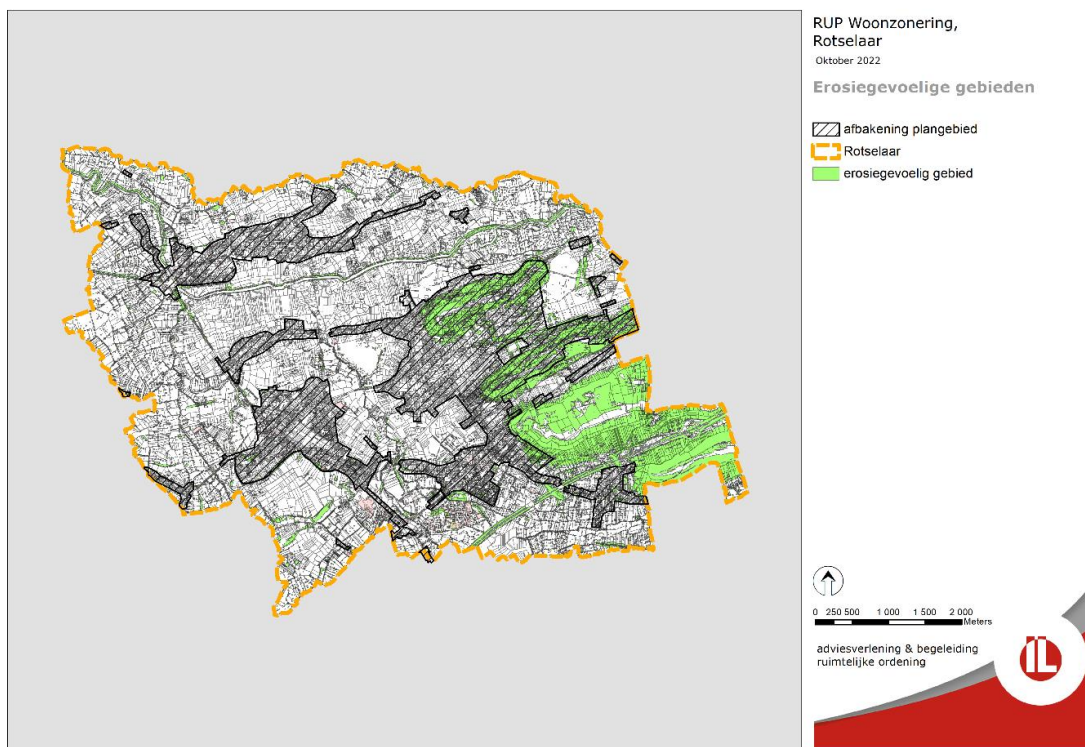 RUP Woonzonering,
Rotselaar
Oktober 2022
Erosiegevoelige gebieden
afbakening plangebied
Rotselaar
erosiegevoelig gebied
0 250 500 1 000 1 500 2 000
Meters
adviesverlening & begeleiding
ruimtelijke ordening
IL